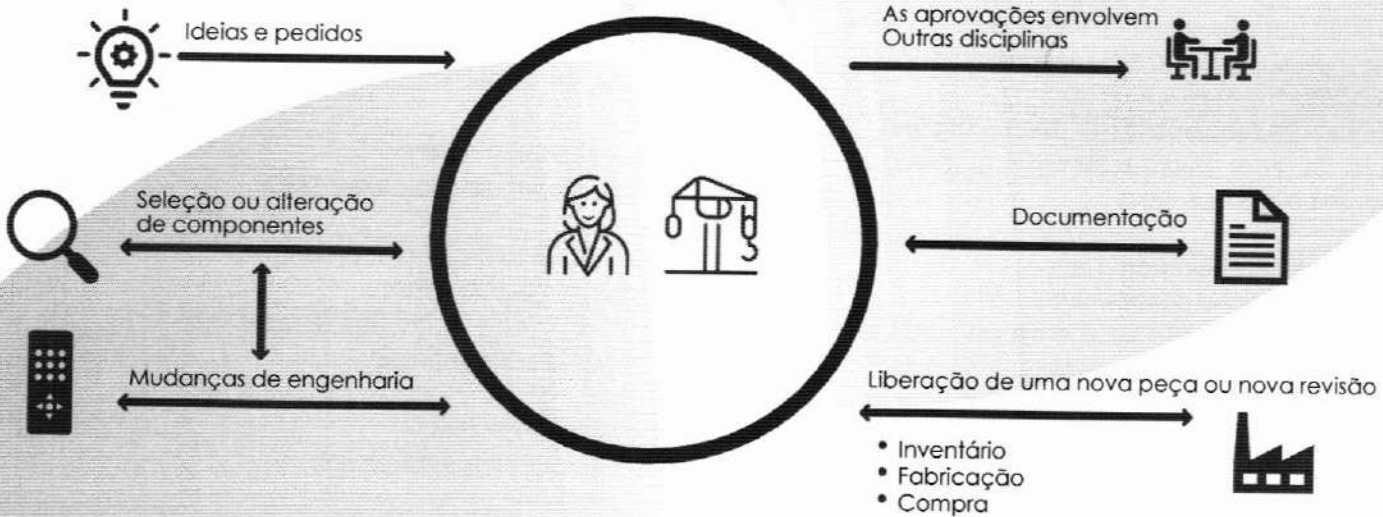 Ideias e pedidos
As aprovações envolvem
Outras disciplinas
Seleção ou alteração
de componentes
Documentação
Mudanças de engenharia
Liberação de uma nova peça ou nova revisão
• Inventário
• Fabricação
• Compra